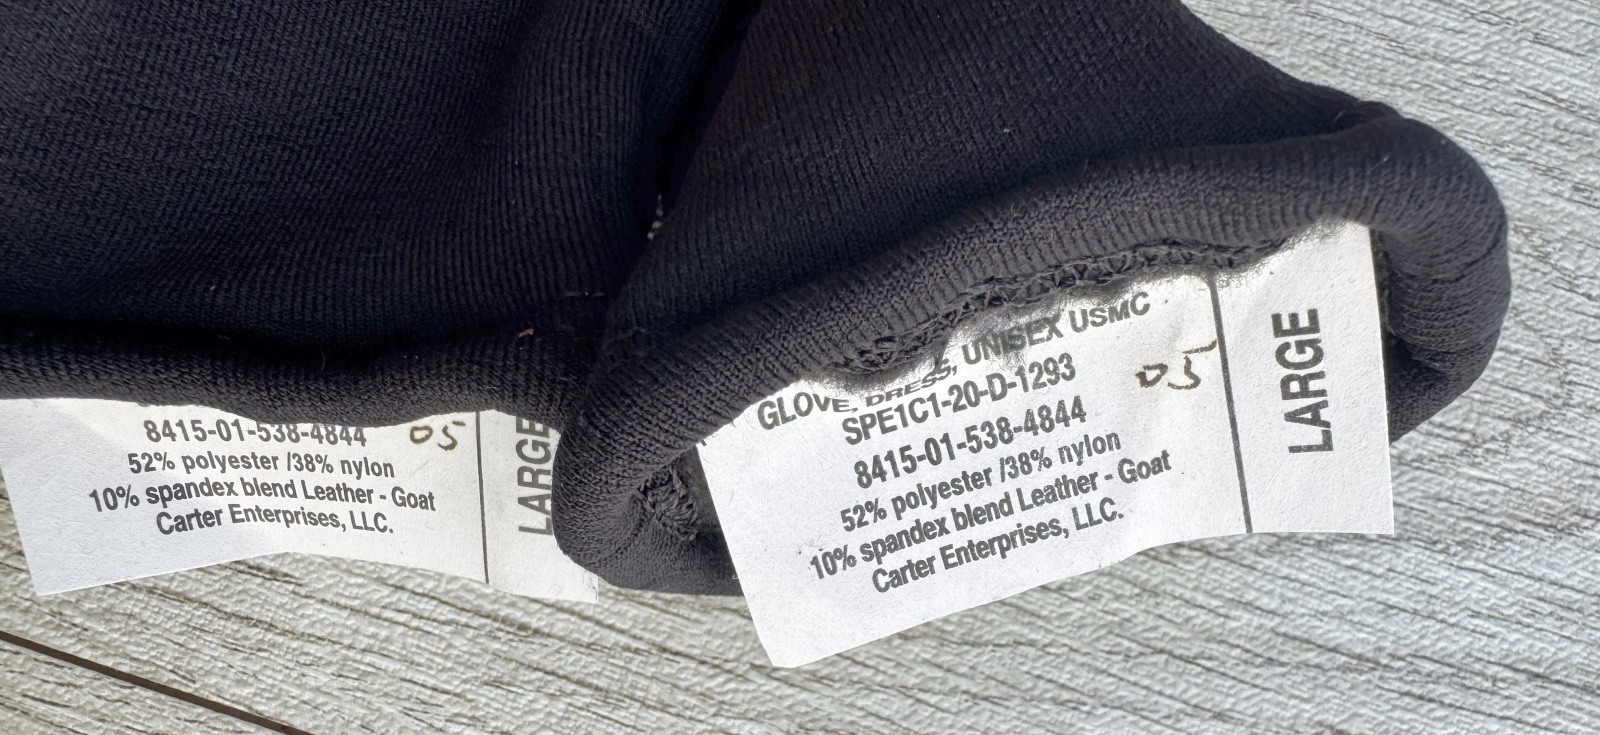 8415-01-538-4844
05
52% polyester /38% nylon
10% spandex blend Leather - Goat
Carter Enterprises, LLC.
LARGE
GLOVE, DRESS, UNISEX USMC
SPE1C1-20-D-1293
05
8415-01-538-4844
52% polyester /38% nylon
10% spandex blend Leather - Goat
Carter Enterprises, LLC.
LARGE